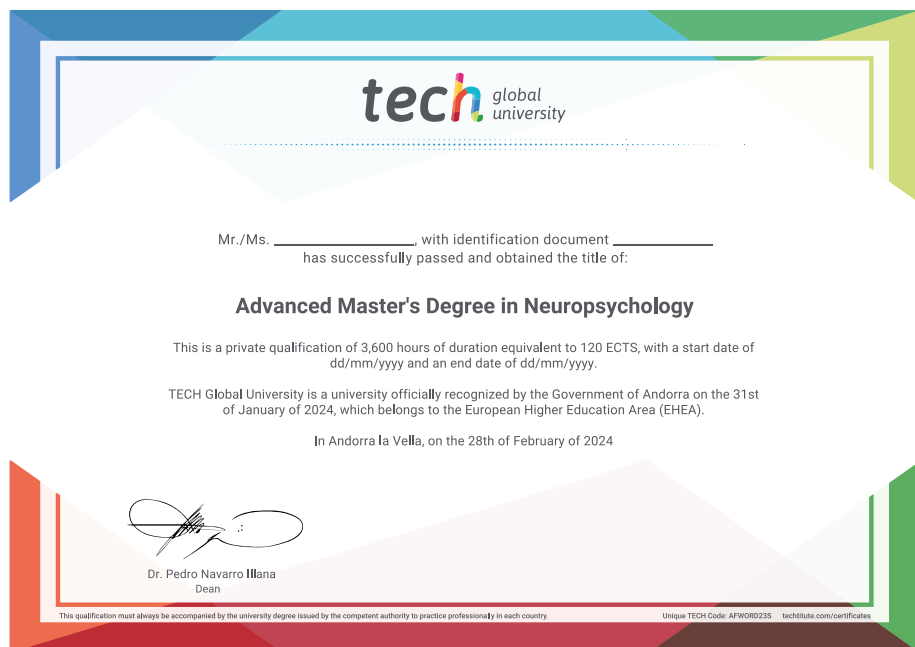 tech global university
Mr./Ms. ____________________, with identification document ______________
has successfully passed and obtained the title of:
Advanced Master's Degree in Neuropsychology
This is a private qualification of 3,600 hours of duration equivalent to 120 ECTS, with a start date of
dd/mm/yyyy and an end date of dd/mm/yyyy.
TECH Global University is a university officially recognized by the Government of Andorra on the 31st
of January of 2024, which belongs to the European Higher Education Area (EHEA).
In Andorra la Vella, on the 28th of February of 2024
Dr. Pedro Navarro Illana
Dean
This qualification must always be accompanied by the university degree issued by the competent authority to practice professionally in each country.
Unique TECH Code: AFWORD23S techtitute.com/certificates